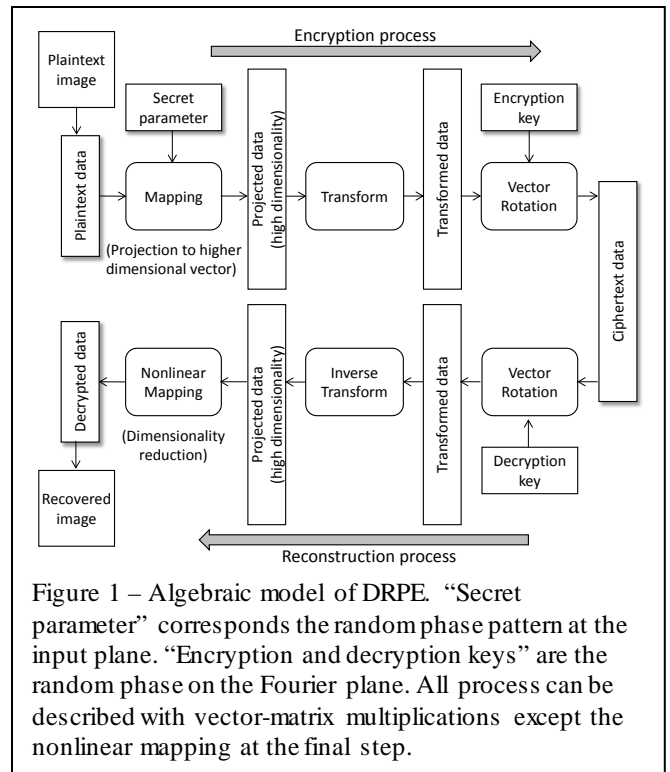 Encryption process
Plaintext
image
Secret
parameter
Encryption
key
Plaintext data
Mapping
(Projection to higher
dimensional vector)
Projected data
(high dimensionality)
Transform
Transformed data
Vector
Rotation
Ciphertext data
Decrypted data
Nonlinear
Mapping
(Dimensionality
reduction)
Projected data
(high dimensionality)
Inverse
Transform
Transformed data
Vector
Rotation
Recovered
image
Decryption
key
Reconstruction process
Figure 1 – Algebraic model of DRPE. “Secret
parameter” corresponds the random phase pattern at the
input plane. “Encryption and decryption keys” are the
random phase on the Fourier plane. All process can be
described with vector-matrix multiplications except the
nonlinear mapping at the final step.